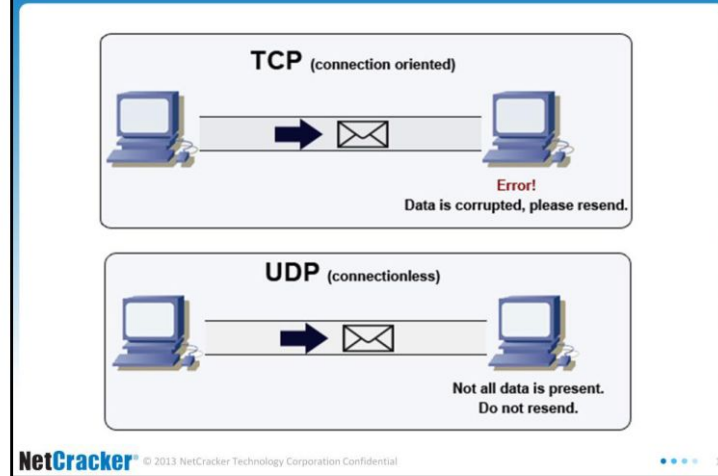 TCP (connection oriented)
Error!
Data is corrupted, please resend.
UDP (connectionless)
Not all data is present.
Do not resend.
NetCracker® © 2013 NetCracker Technology Corporation Confidential